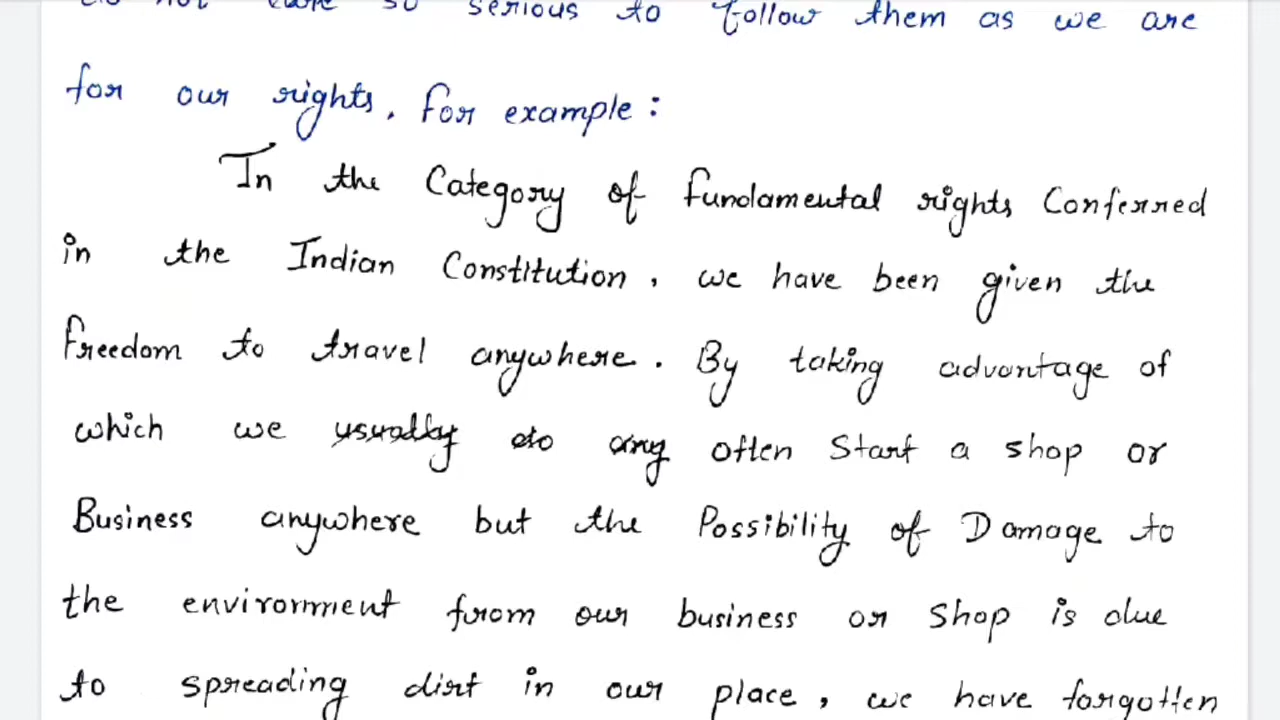 so serious to follow them as we are
for our rights. For example :
In the Category of fundamental rights Conferred
in the Indian Constitution, we have been given the
freedom to travel anywhere. By taking advantage of
which we usually do any often Start a shop or
Business anywhere but the Possibility of Damage to
the environment from our business or Shop is due
to spreading dirt in our place, we have forgotten